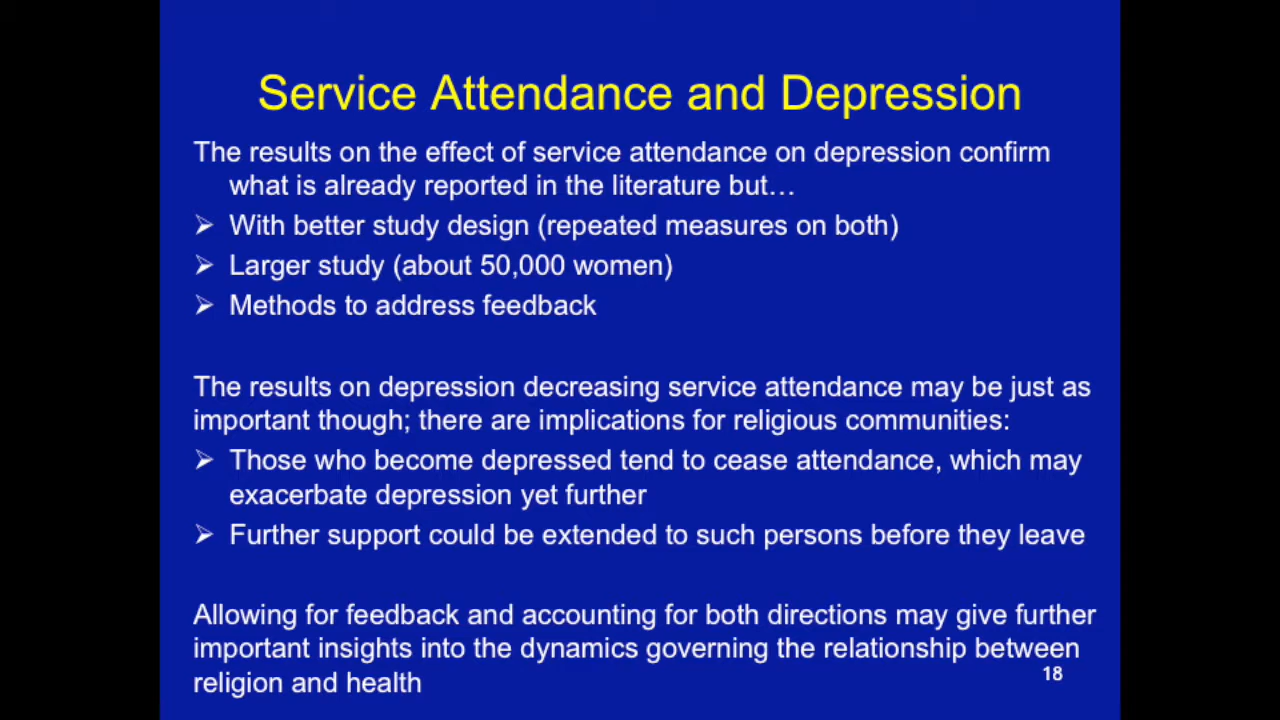 Service Attendance and Depression
The results on the effect of service attendance on depression confirm
what is already reported in the literature but…
➢ With better study design (repeated measures on both)
➢ Larger study (about 50,000 women)
➢ Methods to address feedback
The results on depression decreasing service attendance may be just as
important though; there are implications for religious communities:
➢ Those who become depressed tend to cease attendance, which may
exacerbate depression yet further
➢ Further support could be extended to such persons before they leave
Allowing for feedback and accounting for both directions may give further
important insights into the dynamics governing the relationship between
religion and health
18